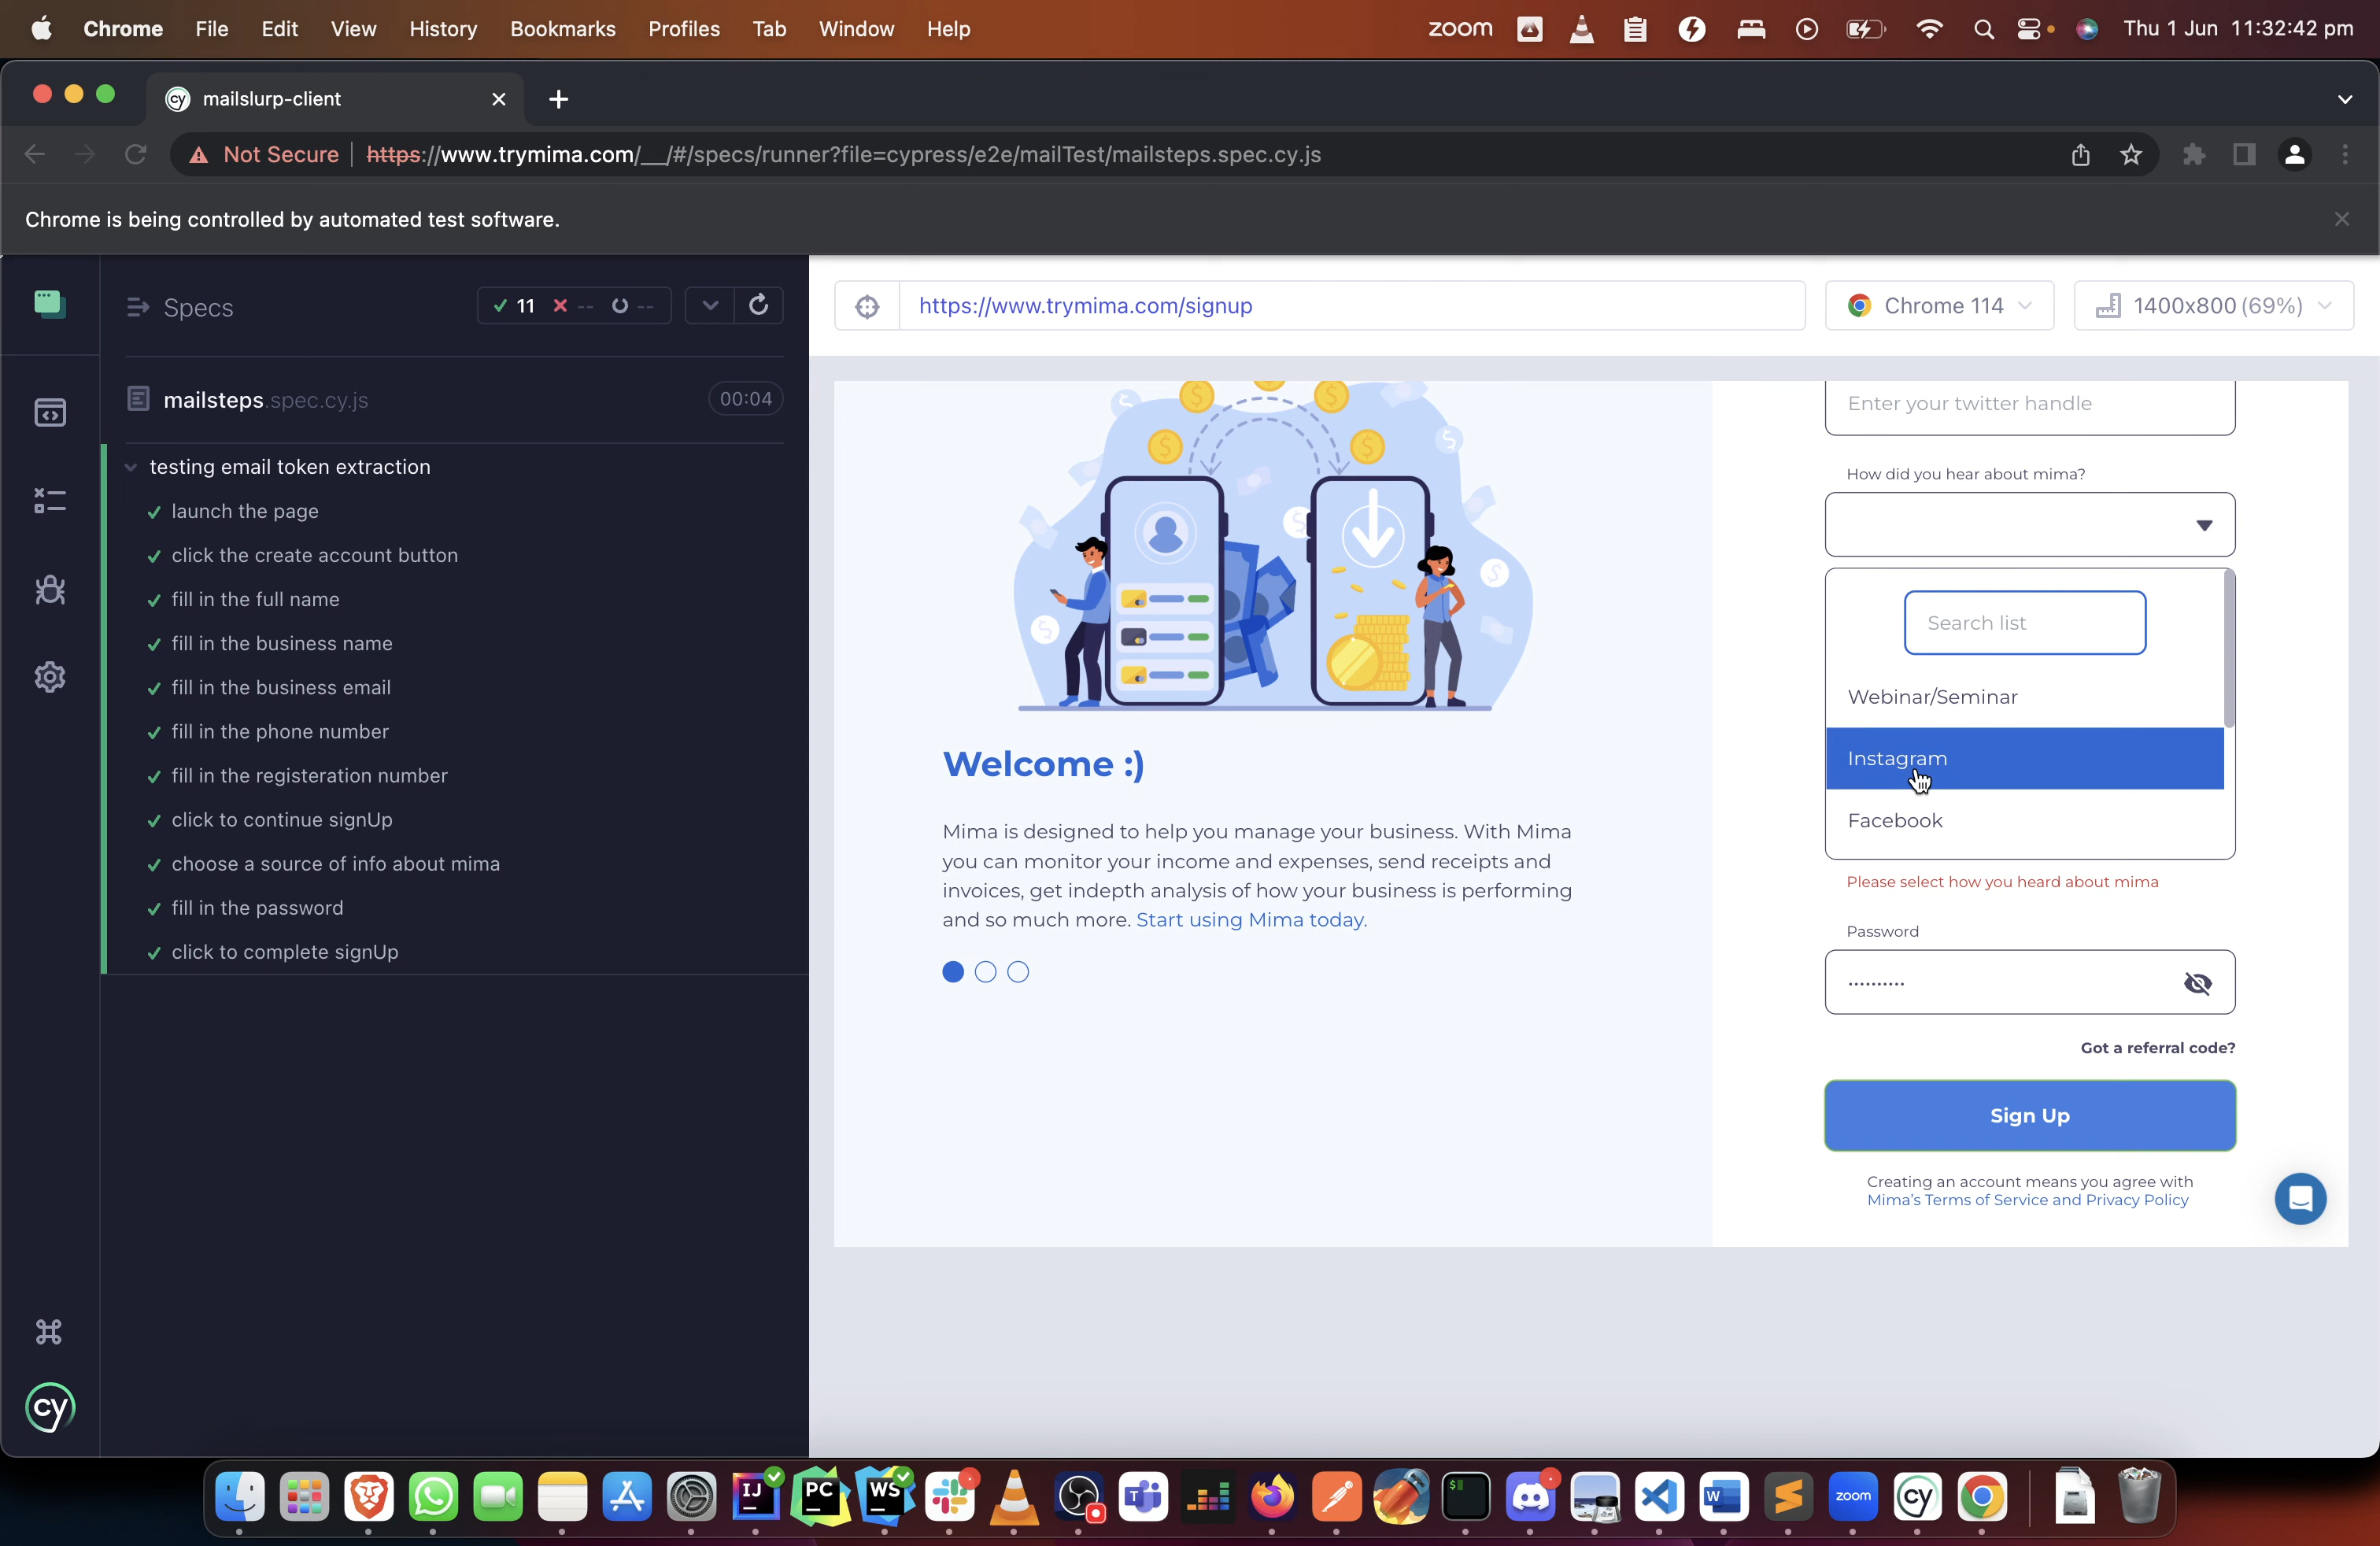 Chrome File Edit View History Bookmarks Profiles Tab Window Help zoom Thu 1 Jun 11:32:42 pm
cy mailslurp-client
Not Secure https://www.trymima.com/__/#/specs/runner?file=cypress/e2e/mailTest/mailsteps.spec.cy.js
Chrome is being controlled by automated test software.
Specs 11 -- --
mailsteps.spec.cy.js 00:04
testing email token extraction
launch the page
click the create account button
fill in the full name
fill in the business name
fill in the business email
fill in the phone number
fill in the registeration number
click to continue signUp
choose a source of info about mima
fill in the password
click to complete signUp
cy
https://www.trymima.com/signup Chrome 114 1400x800 (69%)
Welcome :)
Mima is designed to help you manage your business. With Mima
you can monitor your income and expenses, send receipts and
invoices, get indepth analysis of how your business is performing
and so much more. Start using Mima today.
Enter your twitter handle
How did you hear about mima?
Search list
Webinar/Seminar
Instagram
Facebook
Please select how you heard about mima
Password
Got a referral code?
Sign Up
Creating an account means you agree with
Mima's Terms of Service and Privacy Policy
IJ PC WS T $ W zoom cy